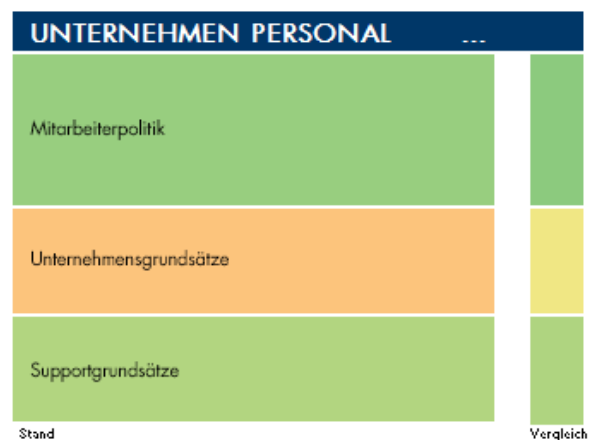 UNTERNEHMEN PERSONAL ...
Mitarbeiterpolitik
Unternehmensgrundsätze
Supportgrundsätze
Stand Vergleich